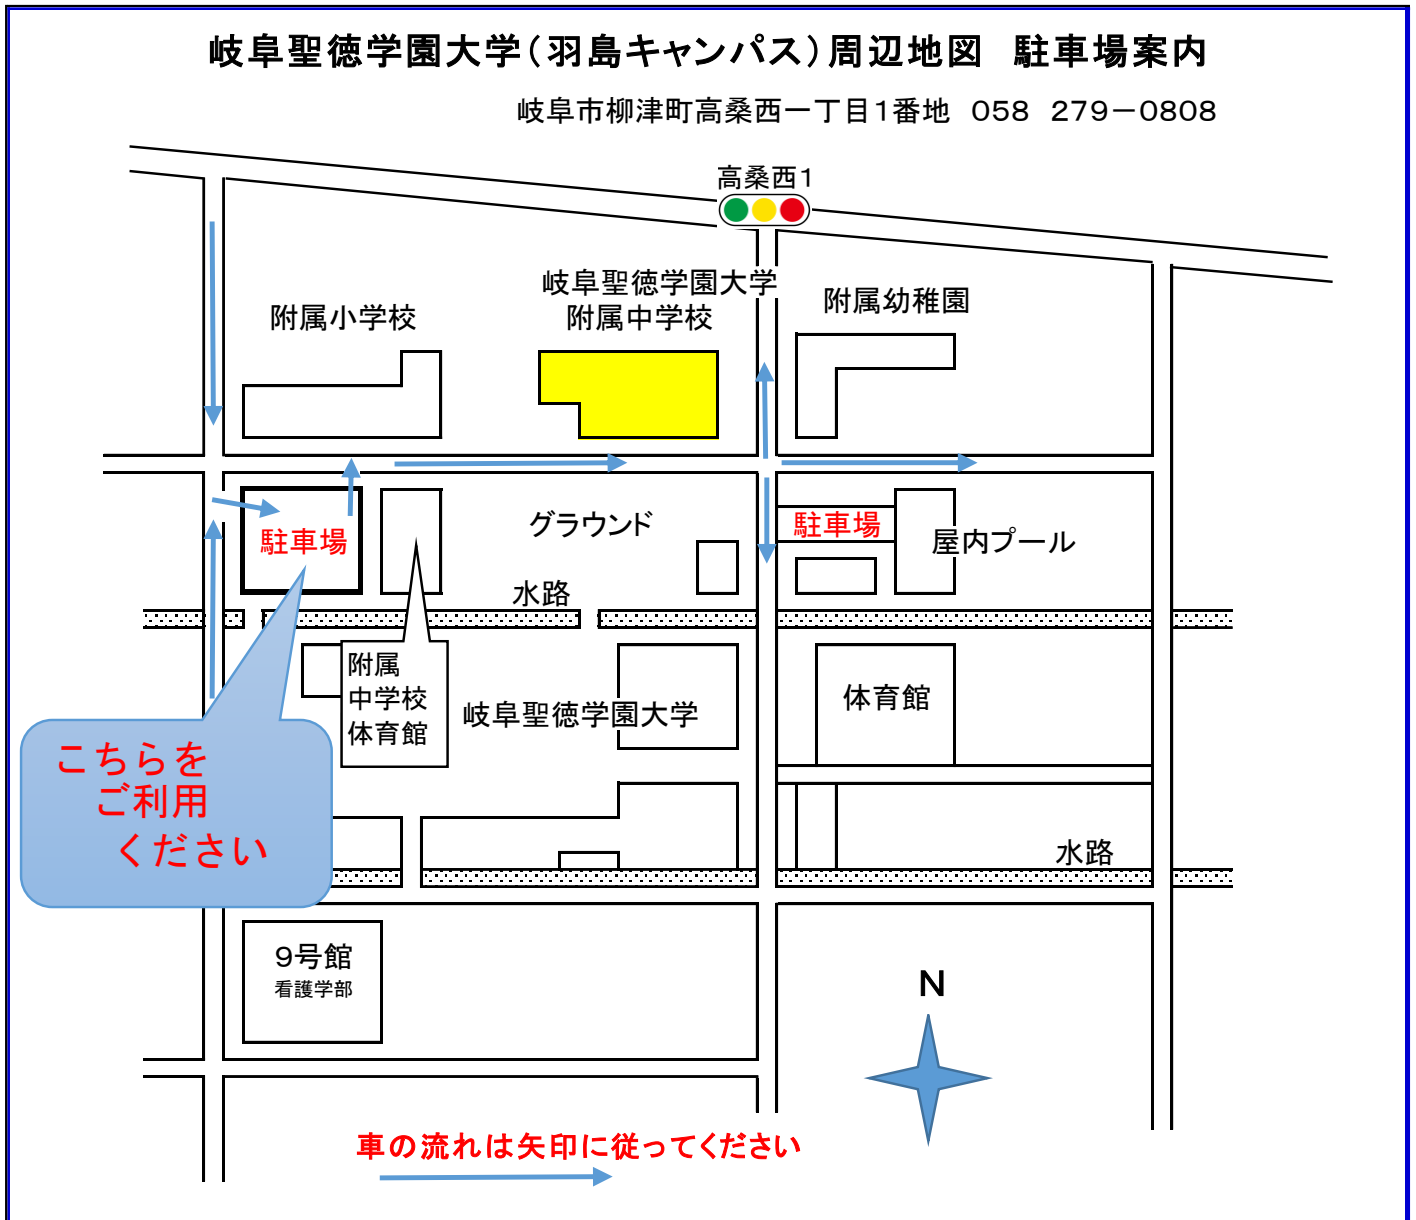 岐阜聖徳学園大学（羽島キャンパス）周辺地図　駐車場案内
岐阜市柳津町高桑西一丁目1番地　058　279－0808
高桑西1
岐阜聖徳学園大学
附属中学校
附属小学校
附属幼稚園
駐車場
グラウンド
駐車場
屋内プール
水路
附属
中学校
体育館
岐阜聖徳学園大学
体育館
こちらを
ご利用
ください
水路
9号館
看護学部
N
車の流れは矢印に従ってください